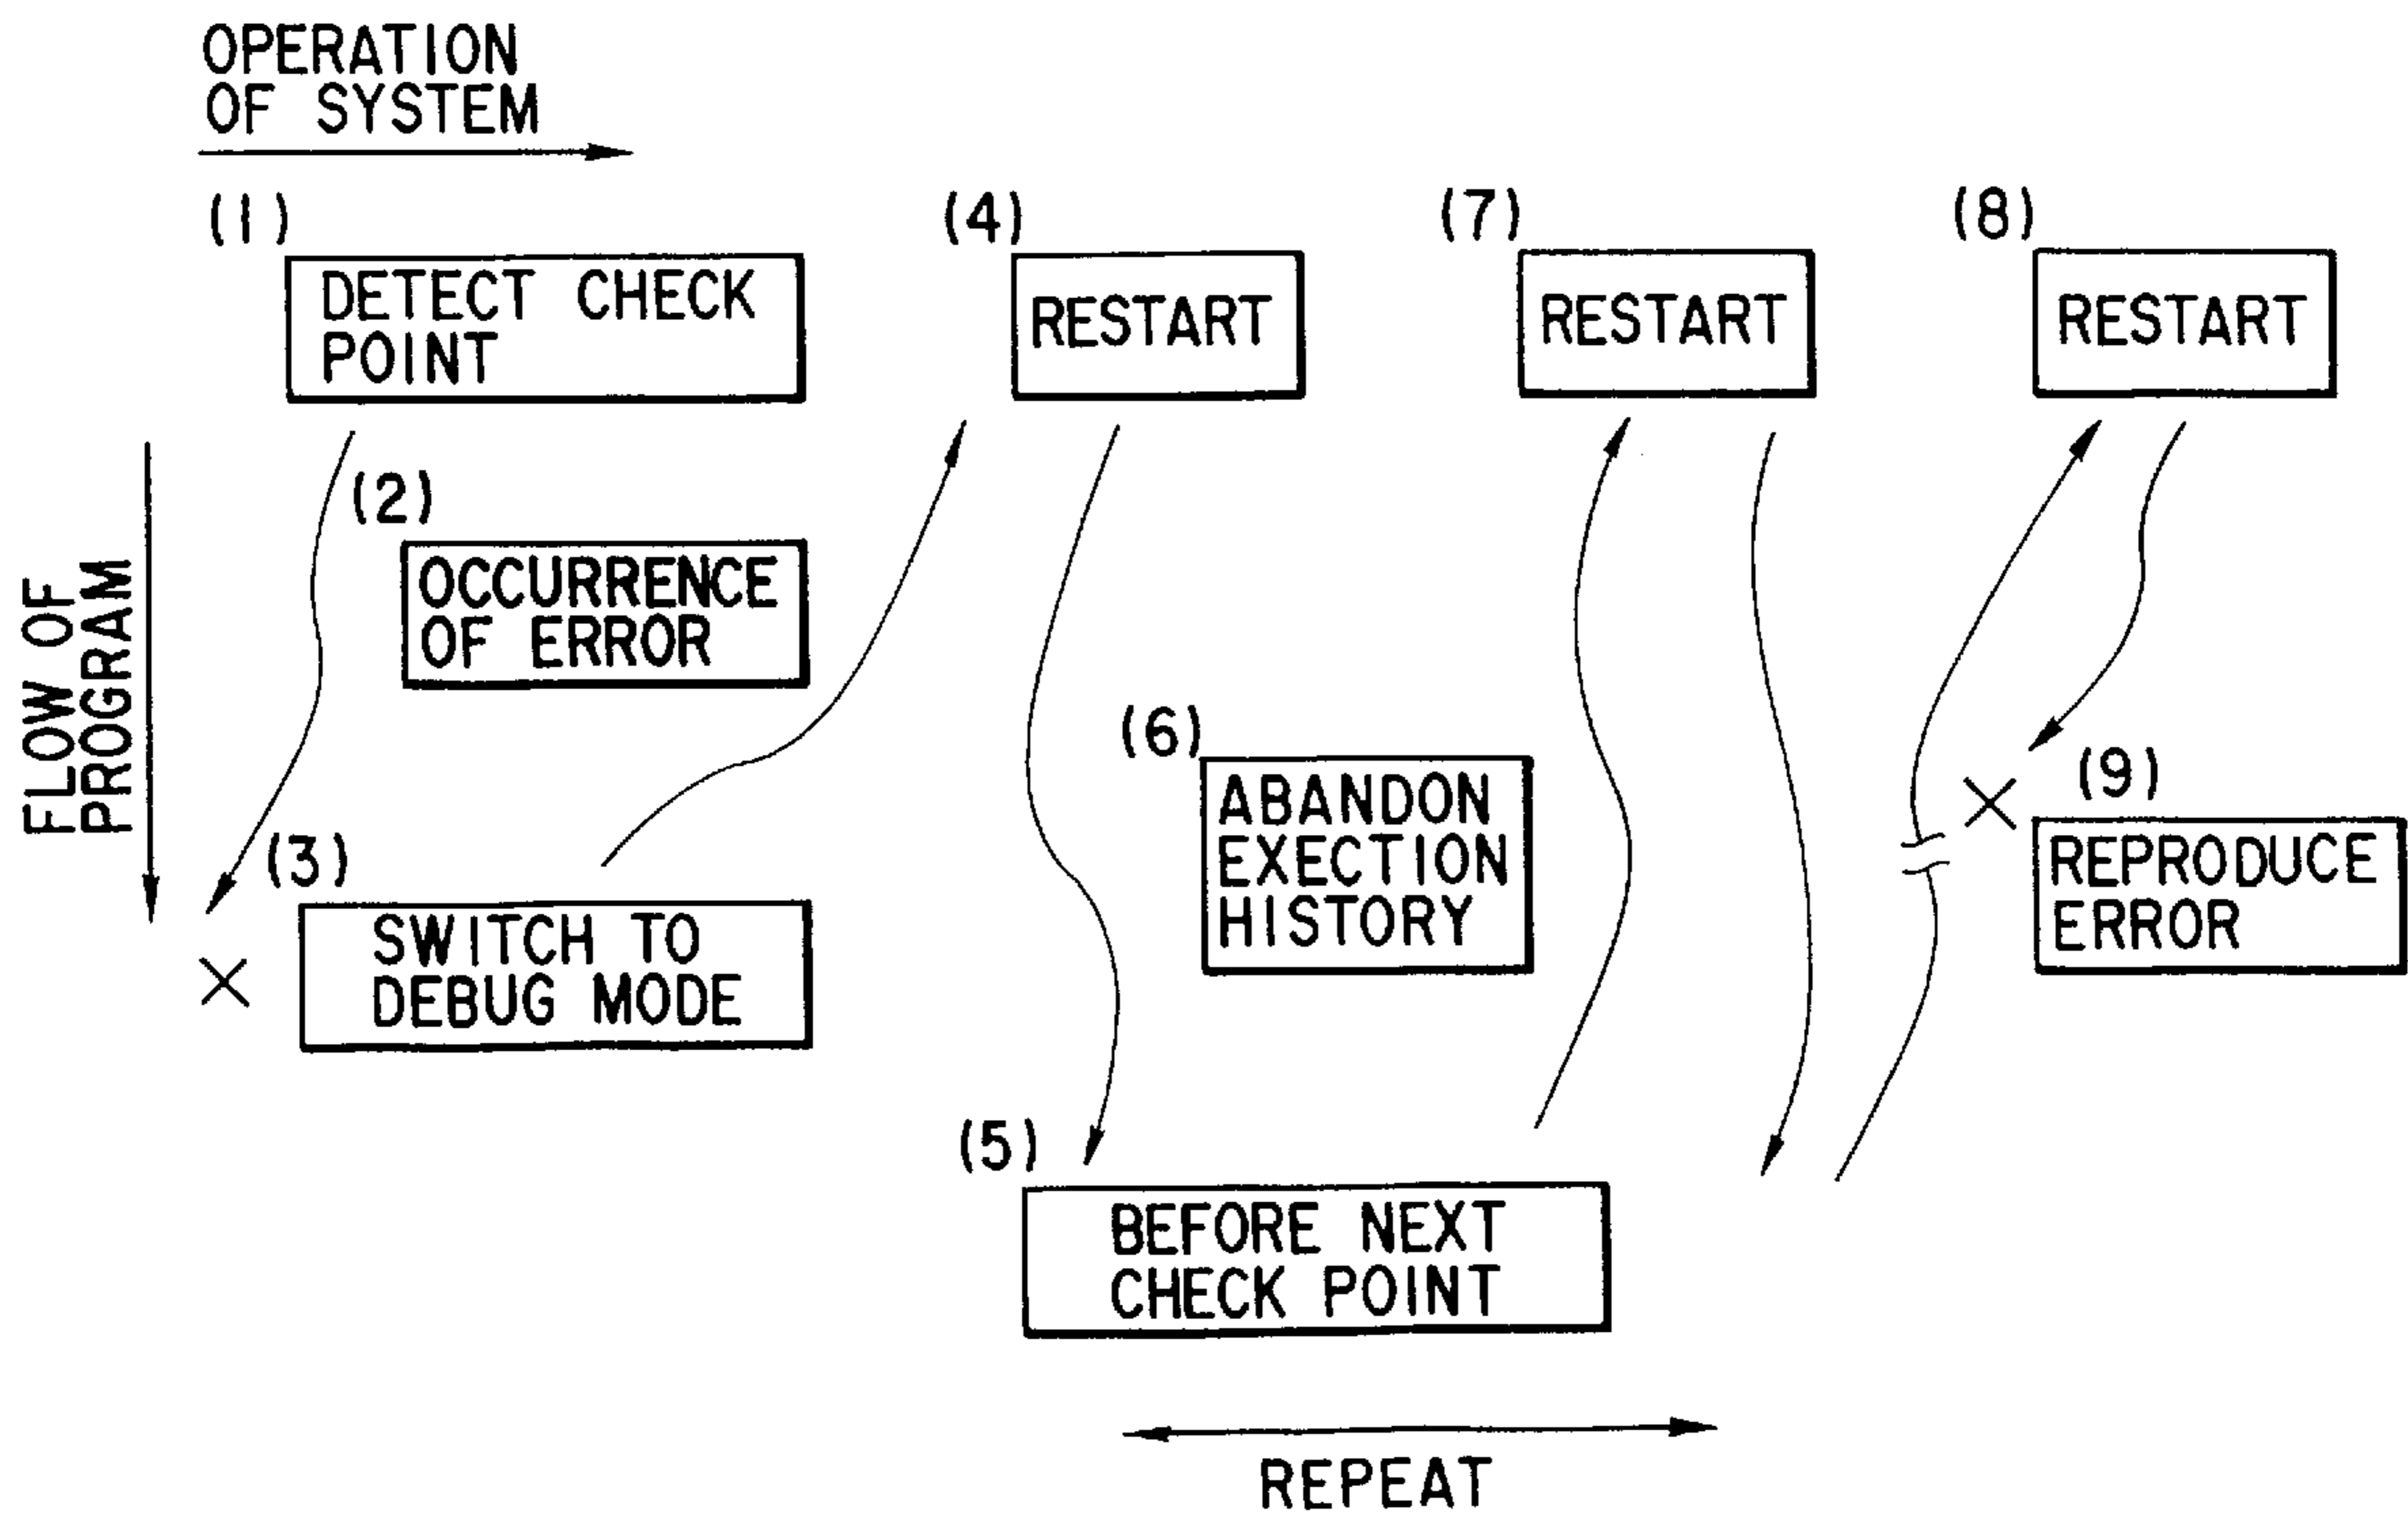 OPERATION
OF SYSTEM
(1)
DETECT CHECK
POINT
(2)
OCCURRENCE
OF ERROR
FLOW OF
PROGRAM
(3)
SWITCH TO
DEBUG MODE
(4)
RESTART
(5)
BEFORE NEXT
CHECK POINT
(6)
ABANDON
EXECTION
HISTORY
(7)
RESTART
(8)
RESTART
(9)
REPRODUCE
ERROR
REPEAT